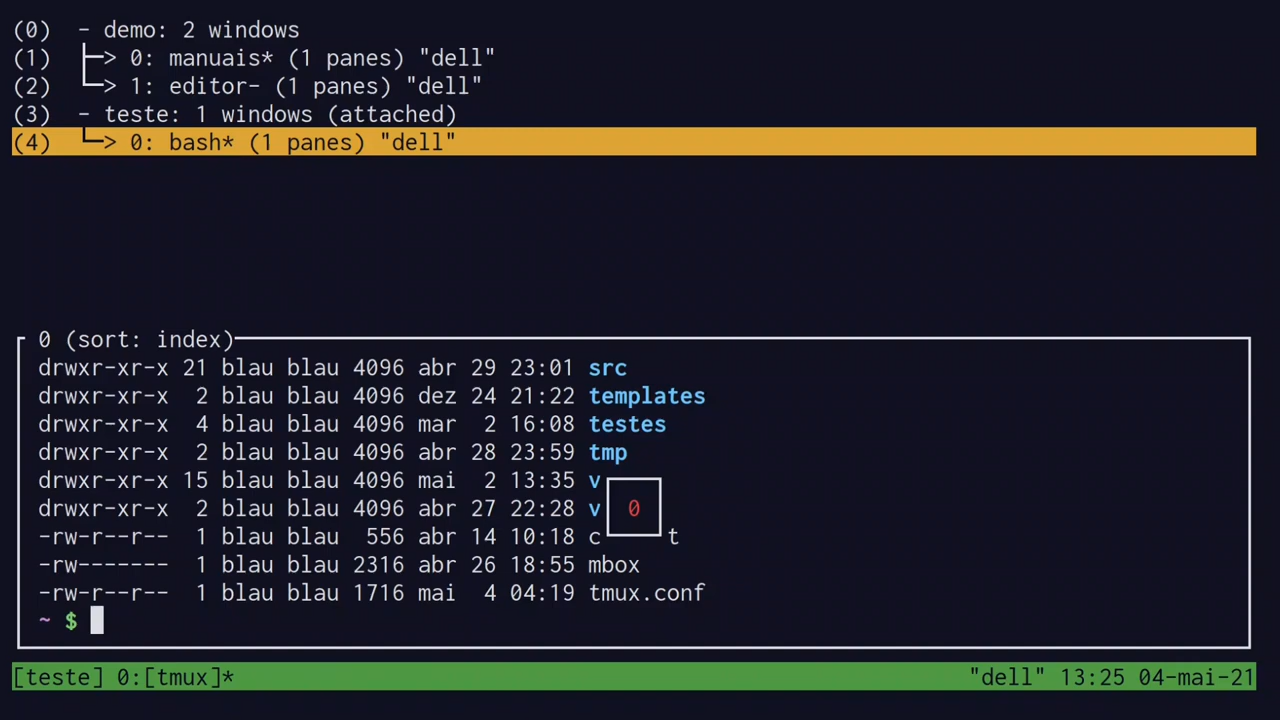 (0) - demo: 2 windows
(1) ├─> 0: manuais* (1 panes) "dell"
(2) └─> 1: editor- (1 panes) "dell"
(3) - teste: 1 windows (attached)
(4) └─> 0: bash* (1 panes) "dell"
0 (sort: index)
drwxr-xr-x 21 blau blau 4096 abr 29 23:01 src
drwxr-xr-x 2 blau blau 4096 dez 24 21:22 templates
drwxr-xr-x 4 blau blau 4096 mar 2 16:08 testes
drwxr-xr-x 2 blau blau 4096 abr 28 23:59 tmp
drwxr-xr-x 15 blau blau 4096 mai 2 13:35 v
drwxr-xr-x 2 blau blau 4096 abr 27 22:28 v 0
-rw-r--r-- 1 blau blau 556 abr 14 10:18 c t
-rw------- 1 blau blau 2316 abr 26 18:55 mbox
-rw-r--r-- 1 blau blau 1716 mai 4 04:19 tmux.conf
~ $
[teste] 0:[tmux]* "dell" 13:25 04-mai-21